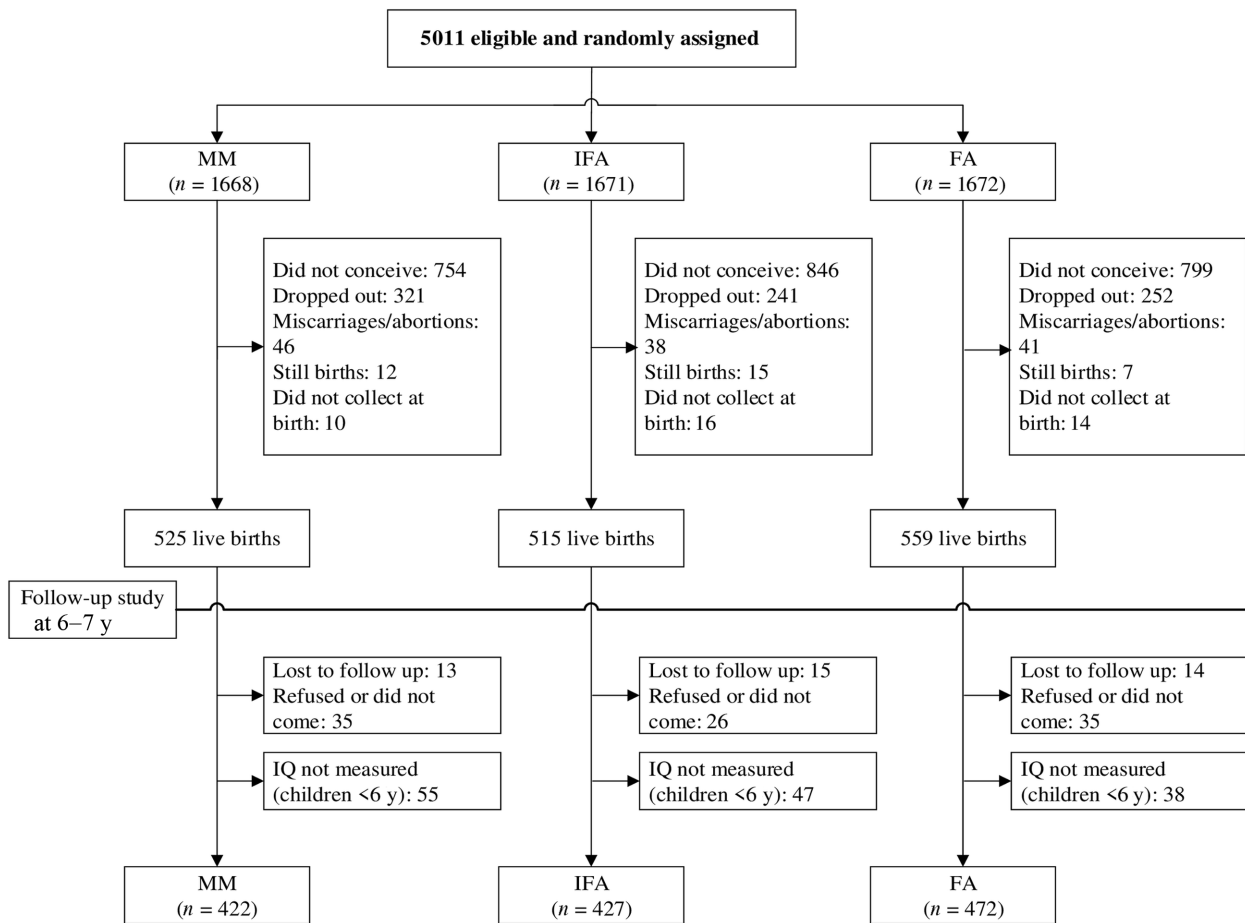 5011 eligible and randomly assigned
MM
(n = 1668)
IFA
(n = 1671)
FA
(n = 1672)
Did not conceive: 754
Dropped out: 321
Miscarriages/abortions:
46
Still births: 12
Did not collect at
birth: 10
Did not conceive: 846
Dropped out: 241
Miscarriages/abortions:
38
Still births: 15
Did not collect at
birth: 16
Did not conceive: 799
Dropped out: 252
Miscarriages/abortions:
41
Still births: 7
Did not collect at
birth: 14
525 live births
515 live births
559 live births
Follow-up study
at 6–7 y
Lost to follow up: 13
Refused or did not
come: 35
Lost to follow up: 15
Refused or did not
come: 26
Lost to follow up: 14
Refused or did not
come: 35
IQ not measured
(children <6 y): 55
IQ not measured
(children <6 y): 47
IQ not measured
(children <6 y): 38
MM
(n = 422)
IFA
(n = 427)
FA
(n = 472)